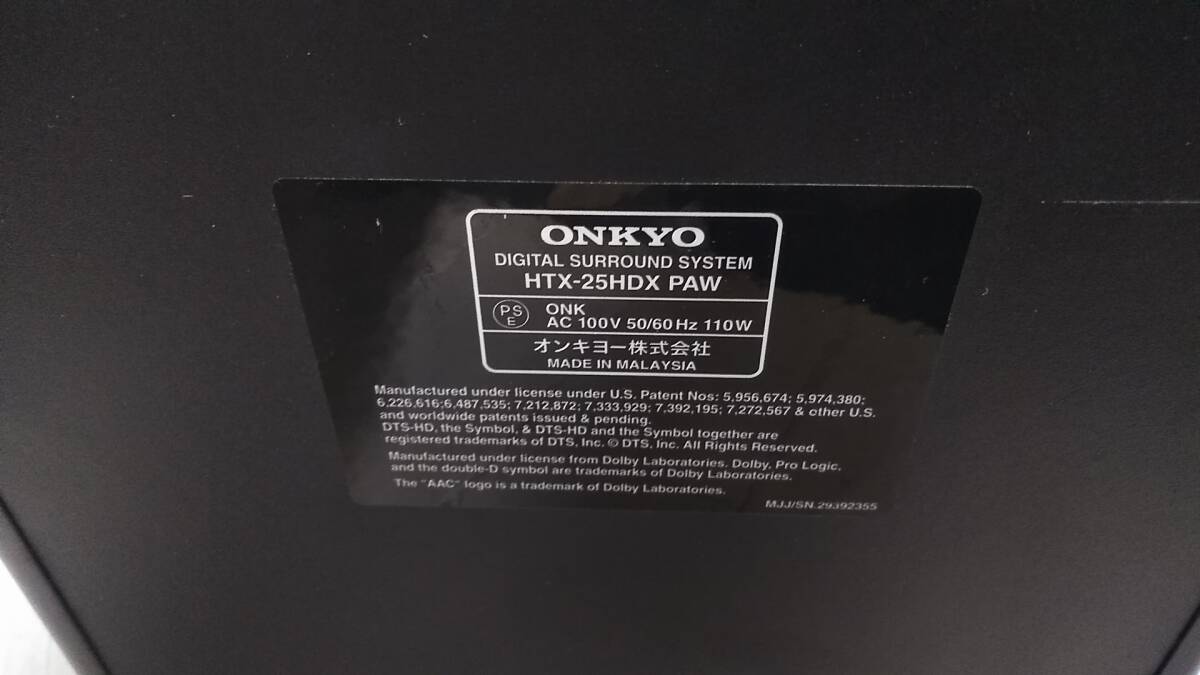 ONKYO
DIGITAL SURROUND SYSTEM
HTX-25HDX PAW
PS E
ONK
AC 100V 50/60Hz 110W
オンキヨー株式会社
MADE IN MALAYSIA
Manufactured under license under U.S. Patent Nos: 5,956,674; 5,974,380;
6,226,616;6,487,535; 7,212,872; 7,333,929; 7,392,195; 7,272,567 & other U.S.
and worldwide patents issued & pending.
DTS-HD, the Symbol, & DTS-HD and the Symbol together are
registered trademarks of DTS, Inc. © DTS, Inc. All Rights Reserved.
Manufactured under license from Dolby Laboratories. Dolby, Pro Logic,
and the double-D symbol are trademarks of Dolby Laboratories.
The "AAC" logo is a trademark of Dolby Laboratories.
MJJ/SN.29392355